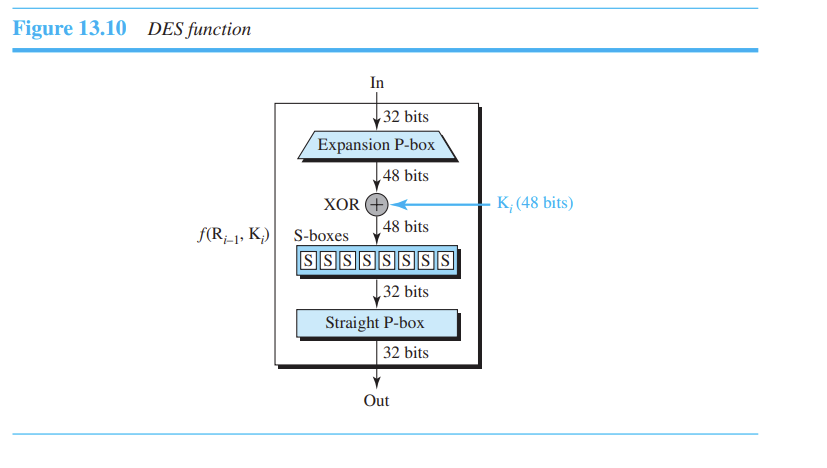 Figure 13.10 DES function
In
32 bits
Expansion P-box
48 bits
XOR + K_i (48 bits)
48 bits
f(R_{i–1}, K_i) S-boxes
S S S S S S S S
32 bits
Straight P-box
32 bits
Out